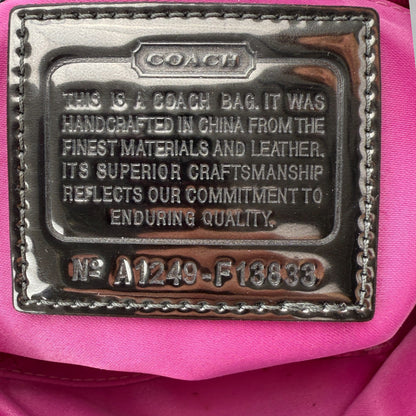 COACH
THIS IS A COACH BAG. IT WAS
HANDCRAFTED IN CHINA FROM THE
FINEST MATERIALS AND LEATHER.
ITS SUPERIOR CRAFTSMANSHIP
REFLECTS OUR COMMITMENT TO
ENDURING QUALITY.
Nº A1249-F13833